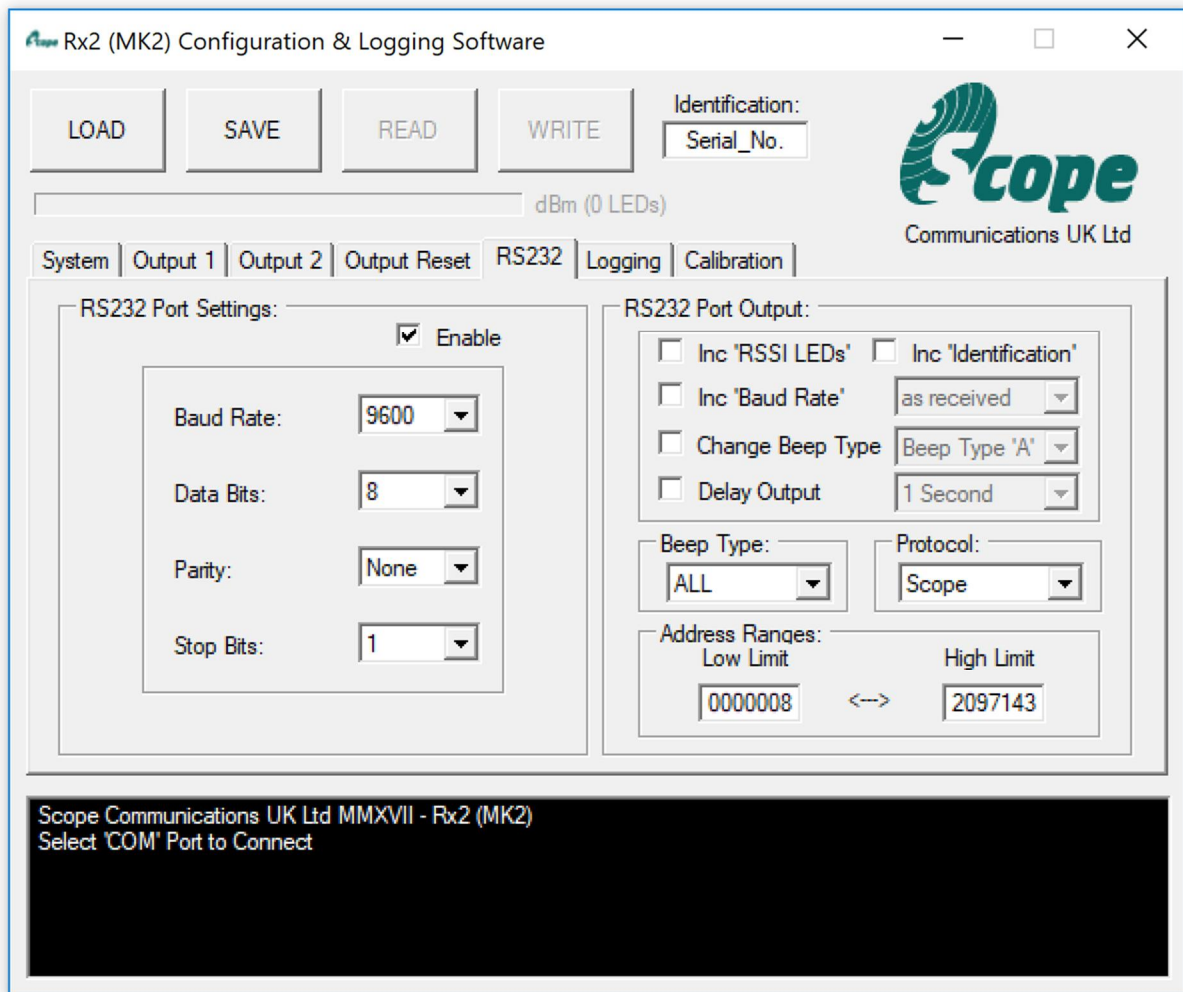 Scope Rx2 (MK2) Configuration & Logging Software
LOAD SAVE READ WRITE
Identification:
Serial_No.
dBm (0 LEDs)
Scope
Communications UK Ltd
System Output 1 Output 2 Output Reset RS232 Logging Calibration
RS232 Port Settings:
Enable
Baud Rate: 9600
Data Bits: 8
Parity: None
Stop Bits: 1
RS232 Port Output:
Inc 'RSSI LEDs' Inc 'Identification'
Inc 'Baud Rate' as received
Change Beep Type Beep Type 'A'
Delay Output 1 Second
Beep Type: Protocol:
ALL Scope
Address Ranges:
Low Limit High Limit
0000008 <---> 2097143
Scope Communications UK Ltd MMXVII - Rx2 (MK2)
Select 'COM' Port to Connect